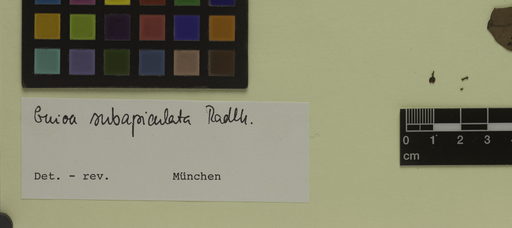 Guioa subapiculata Radlk.
Det. - rev. München
0 1 2 3
cm